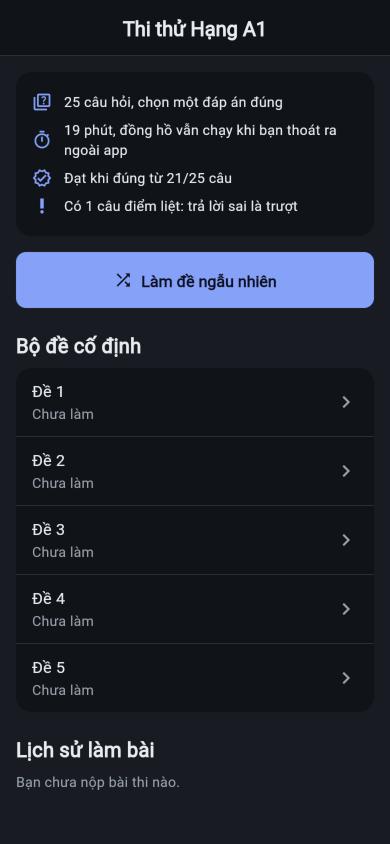 Thi thử Hạng A1
25 câu hỏi, chọn một đáp án đúng
19 phút, đồng hồ vẫn chạy khi bạn thoát ra
ngoài app
Đạt khi đúng từ 21/25 câu
Có 1 câu điểm liệt: trả lời sai là trượt
Làm đề ngẫu nhiên
Bộ đề cố định
Đề 1
Chưa làm
Đề 2
Chưa làm
Đề 3
Chưa làm
Đề 4
Chưa làm
Đề 5
Chưa làm
Lịch sử làm bài
Bạn chưa nộp bài thi nào.